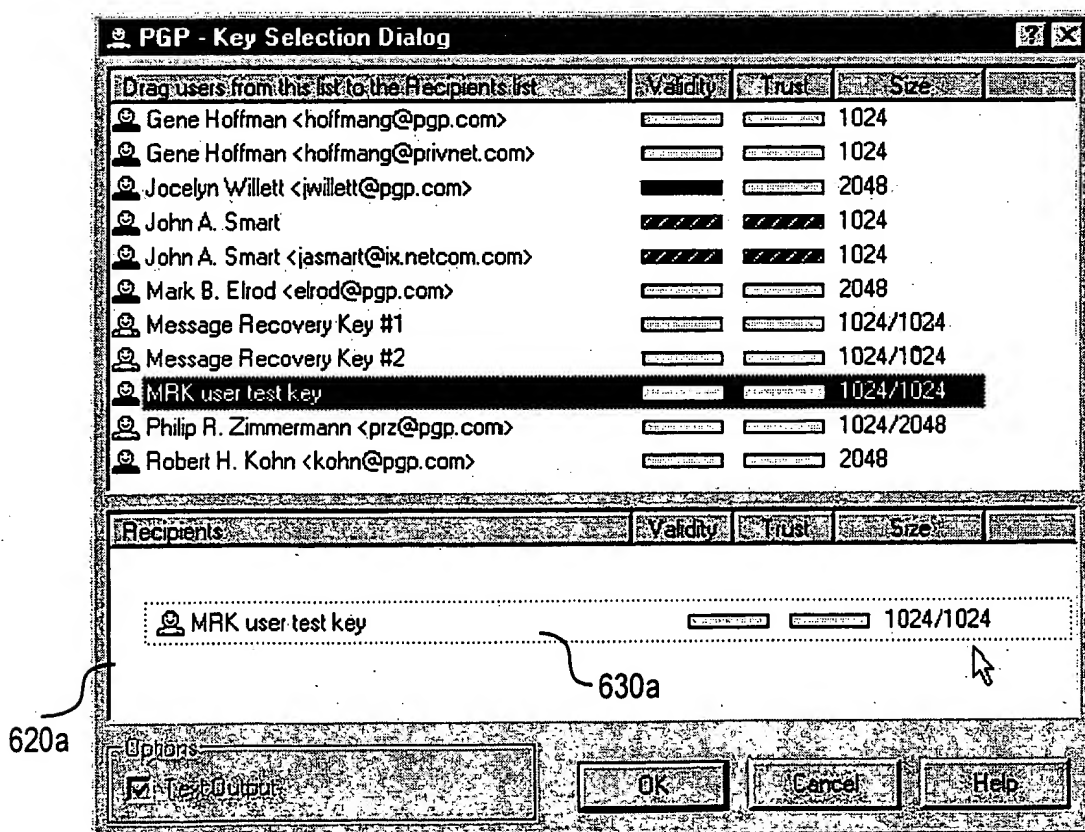 PGP - Key Selection Dialog
Drag users from this list to the Recipients list Validity Trust Size
Gene Hoffman <hoffmang@pgp.com> 1024
Gene Hoffman <hoffmang@privnet.com> 1024
Jocelyn Willett <jwillett@pgp.com> 2048
John A. Smart 1024
John A. Smart <jasmart@ix.netcom.com> 1024
Mark B. Elrod <elrod@pgp.com> 2048
Message Recovery Key #1 1024/1024
Message Recovery Key #2 1024/1024
MRK user test key 1024/1024
Philip R. Zimmermann <prz@pgp.com> 1024/2048
Robert H. Kohn <kohn@pgp.com> 2048
Recipients Validity Trust Size
MRK user test key 1024/1024
630a
620a
Options
Text Output
OK Cancel Help